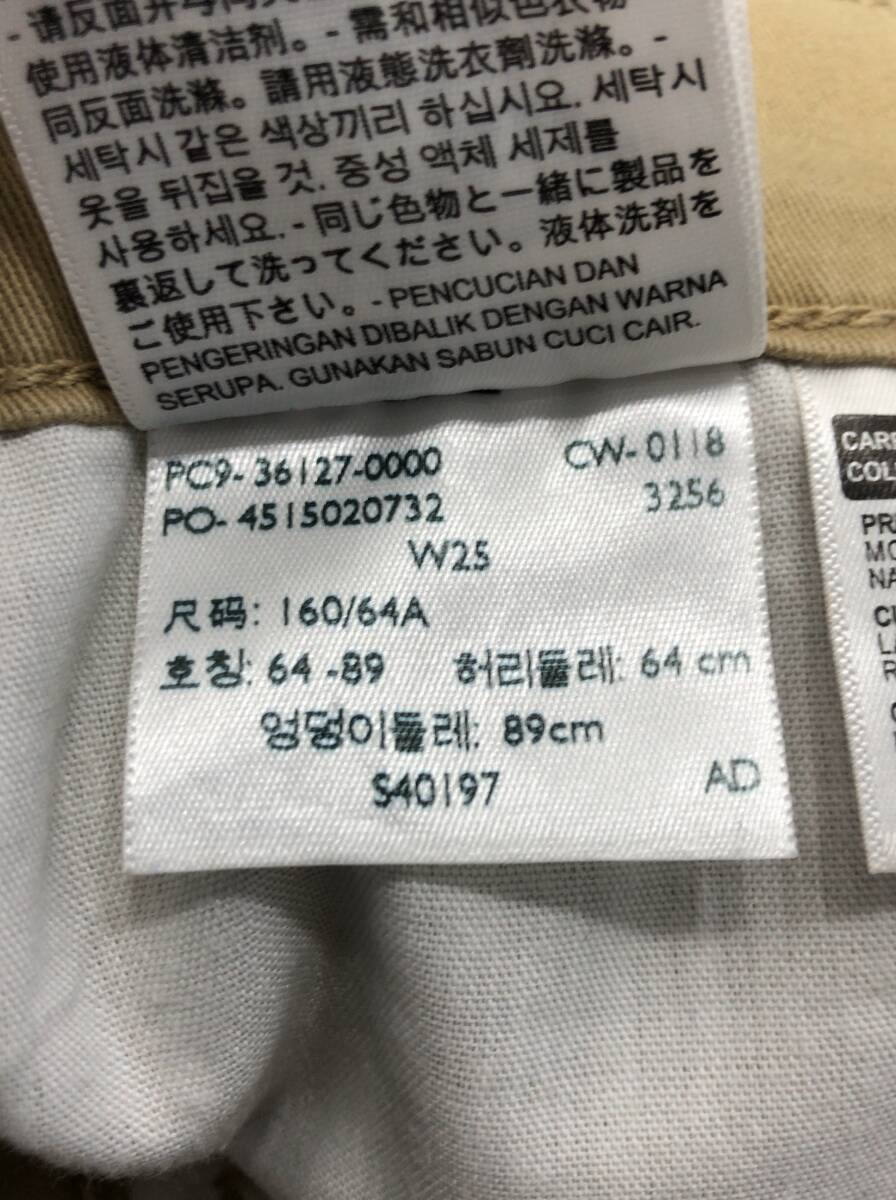 - 请反面并与同
使用液体清洁剂。- 需和相似色衣物
同反面洗滌。請用液態洗衣劑洗滌。-
세탁시 같은 색상끼리 하십시요. 세탁시
옷을 뒤집을 것. 중성 액체 세제를
사용하세요. - 同じ色物と一緒に製品を
裏返して洗ってください。液体洗剤を
ご使用下さい。- PENCUCIAN DAN
PENGERINGAN DIBALIK DENGAN WARNA
SERUPA. GUNAKAN SABUN CUCI CAIR.
PC9- 36127-0000 CW- 0118
PO- 4515020732 3256
W25
尺码: 160/64A
호칭: 64 -89 허리둘레: 64 cm
엉덩이둘레: 89cm
S40197 AD